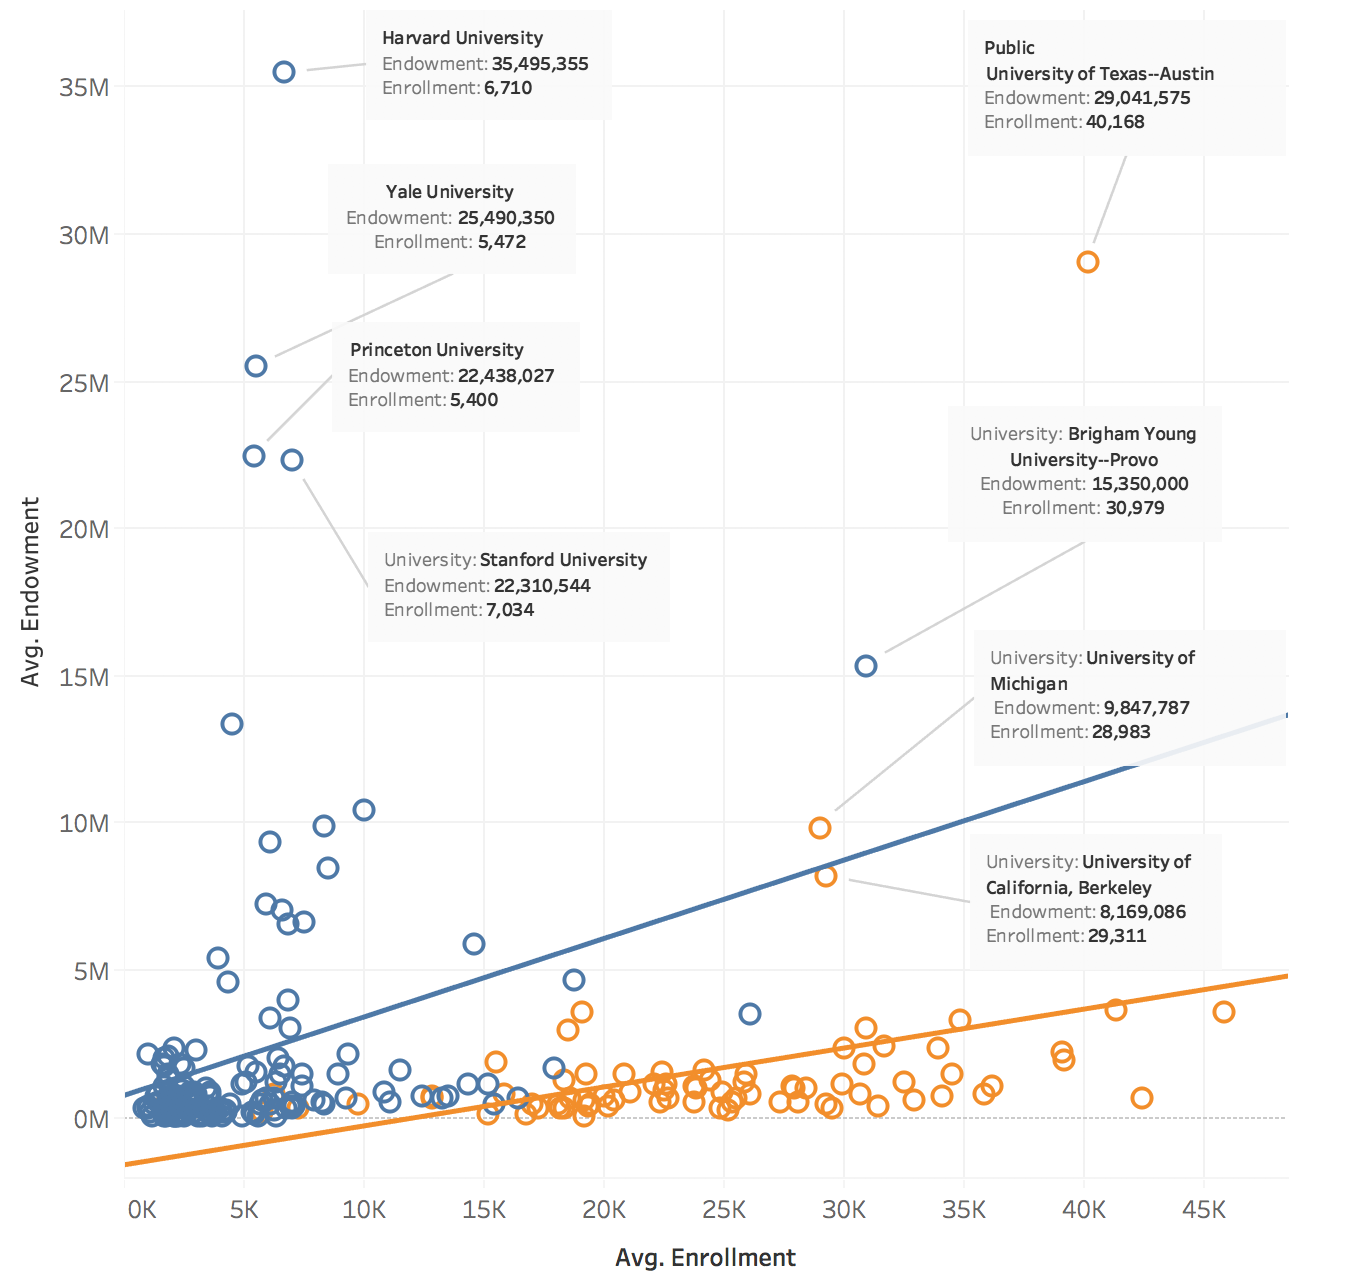 Harvard University
Endowment: 35,495,355
Enrollment: 6,710
Public
University of Texas--Austin
Endowment: 29,041,575
Enrollment: 40,168
Yale University
Endowment: 25,490,350
Enrollment: 5,472
Princeton University
Endowment: 22,438,027
Enrollment: 5,400
University: Brigham Young
University--Provo
Endowment: 15,350,000
Enrollment: 30,979
University: Stanford University
Endowment: 22,310,544
Enrollment: 7,034
University: University of
Michigan
Endowment: 9,847,787
Enrollment: 28,983
University: University of
California, Berkeley
Endowment: 8,169,086
Enrollment: 29,311
Avg. Endowment
35M
30M
25M
20M
15M
10M
5M
0M
0K 5K 10K 15K 20K 25K 30K 35K 40K 45K
Avg. Enrollment